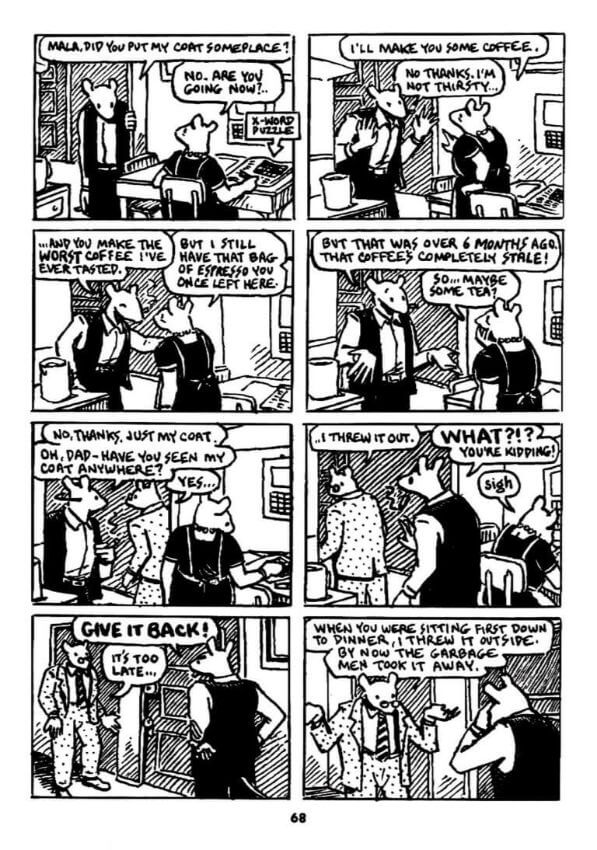 MALA, DID YOU PUT MY COAT SOMEPLACE?
NO. ARE YOU
GOING NOW?..
X-WORD
PUZZLE
I'LL MAKE YOU SOME COFFEE.
NO THANKS. I'M
NOT THIRSTY...
...AND YOU MAKE THE
WORST COFFEE I'VE
EVER TASTED.
BUT I STILL
HAVE THAT BAG
OF ESPRESSO YOU
ONCE LEFT HERE.
BUT THAT WAS OVER 6 MONTHS AGO.
THAT COFFEE'S COMPLETELY STALE!
SO... MAYBE
SOME TEA?
NO, THANKS, JUST MY COAT.
OH, DAD-HAVE YOU SEEN MY
COAT ANYWHERE?
YES...
..I THREW IT OUT.
WHAT?!?
YOU'RE KIDDING!
sigh
GIVE IT BACK!
IT'S TOO
LATE...
WHEN YOU WERE SITTING FIRST DOWN
TO DINNER, I THREW IT OUTSIDE.
BY NOW THE GARBAGE
MEN TOOK IT AWAY.
68